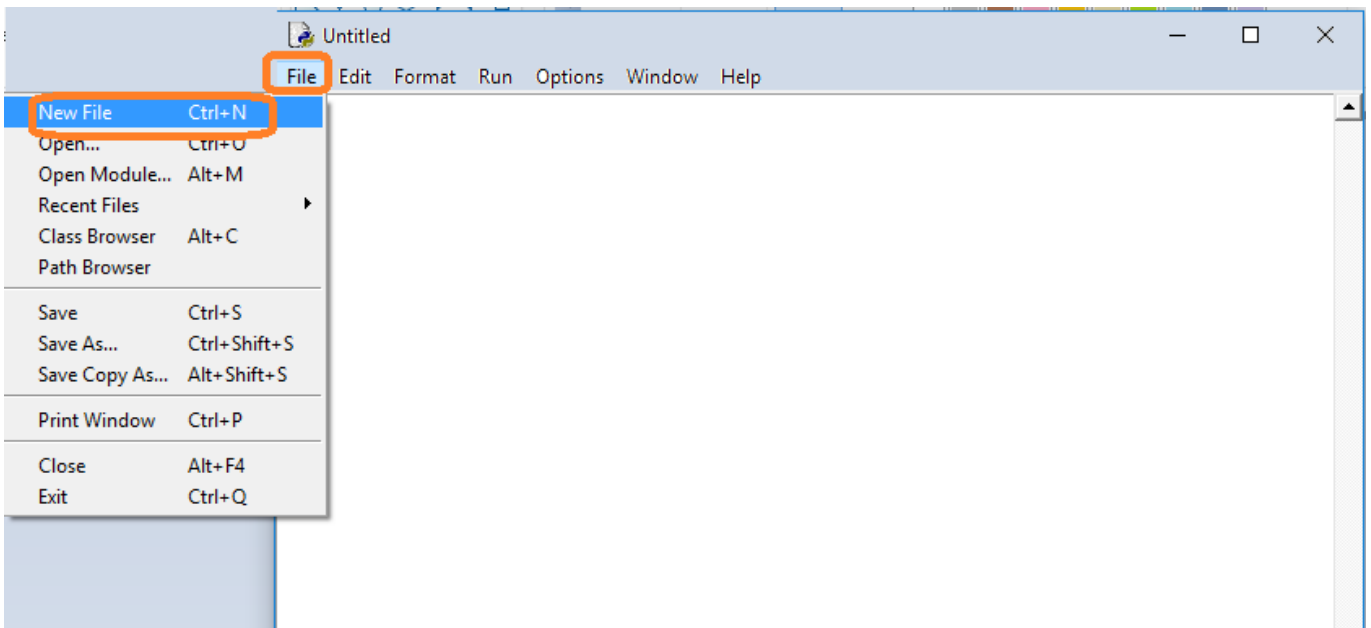 Untitled
File Edit Format Run Options Window Help
New File Ctrl+N
Open... Ctrl+O
Open Module... Alt+M
Recent Files
Class Browser Alt+C
Path Browser
Save Ctrl+S
Save As... Ctrl+Shift+S
Save Copy As... Alt+Shift+S
Print Window Ctrl+P
Close Alt+F4
Exit Ctrl+Q